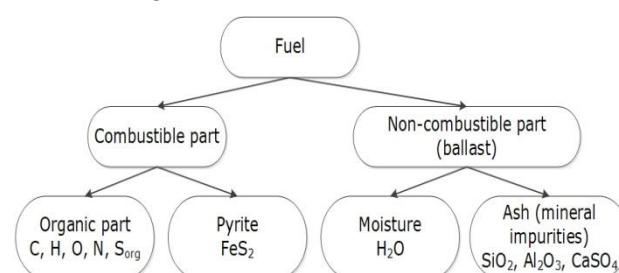 Fuel
Combustible part
Non-combustible part
(ballast)
Organic part
C, H, O, N, S_org
Pyrite
FeS₂
Moisture
H₂O
Ash (mineral
impurities)
SiO₂, Al₂O₃, CaSO₄